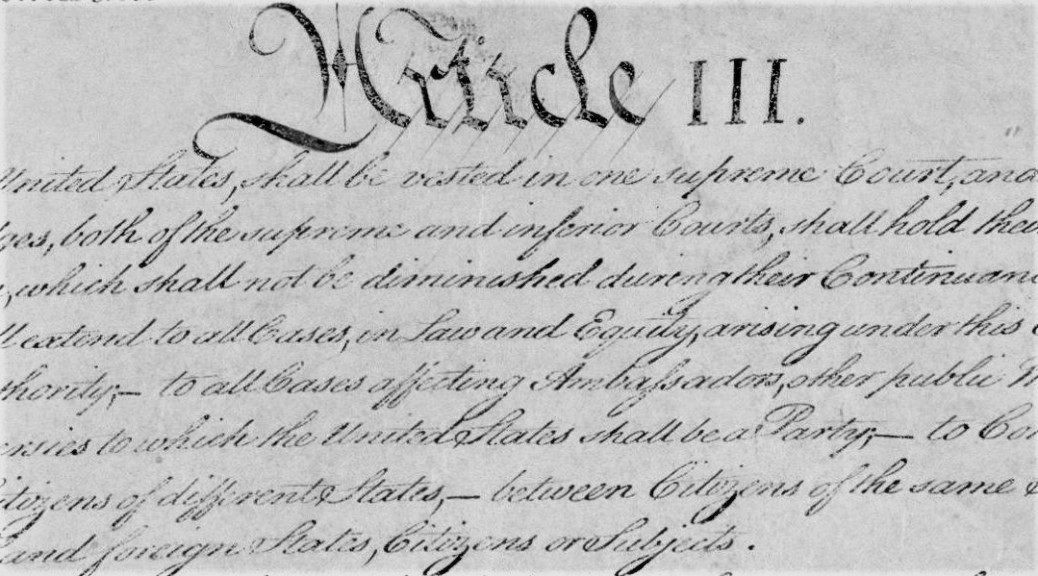 Article III.
United States, shall be vested in one supreme Court, and
ges, both of the supreme and inferior Courts, shall hold their
, which shall not be diminished during their Continuanc
ll extend to all Cases, in Law and Equity, arising under this
thority;— to all Cases affecting Ambassadors, other public M
ersies to which the United States shall be a Party;— to Con
itizens of different States,— between Citizens of the same
and foreign States, Citizens or Subjects.